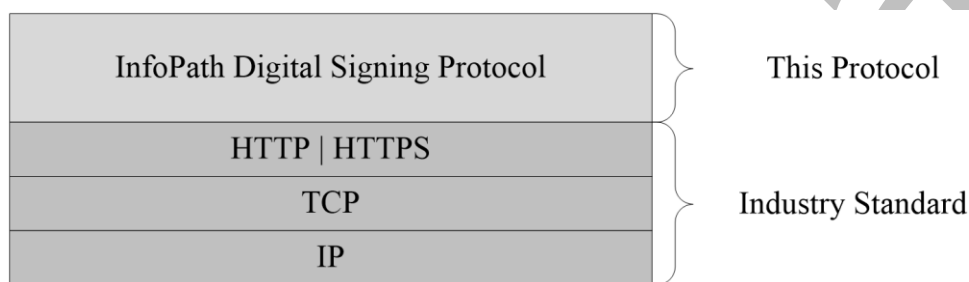 InfoPath Digital Signing Protocol
This Protocol
HTTP | HTTPS
TCP
Industry Standard
IP